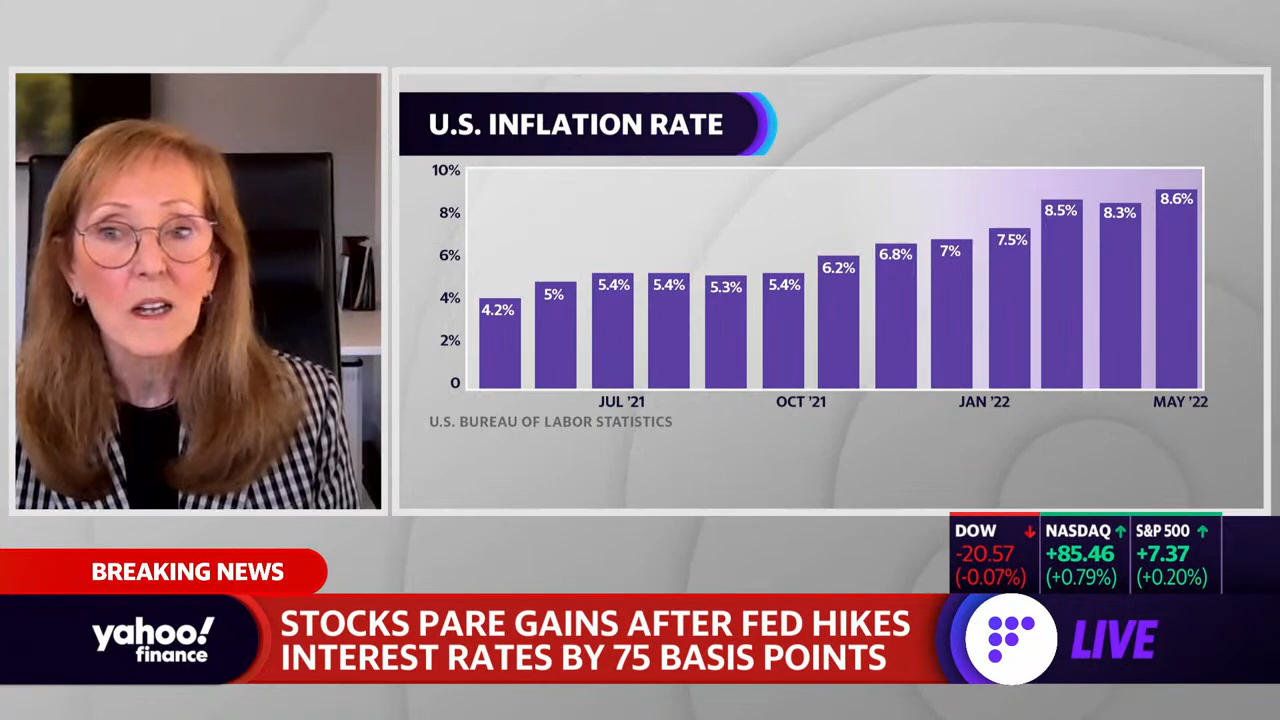 U.S. INFLATION RATE
10%
8%
6%
4%
2%
0
4.2%
5%
5.4%
5.4%
5.3%
5.4%
6.2%
6.8%
7%
7.5%
8.5%
8.3%
8.6%
JUL '21
OCT '21
JAN '22
MAY '22
U.S. BUREAU OF LABOR STATISTICS
DOW
-20.57
(-0.07%)
NASDAQ
+85.46
(+0.79%)
S&P 500
+7.37
(+0.20%)
BREAKING NEWS
yahoo!
finance
STOCKS PARE GAINS AFTER FED HIKES
INTEREST RATES BY 75 BASIS POINTS
LIVE